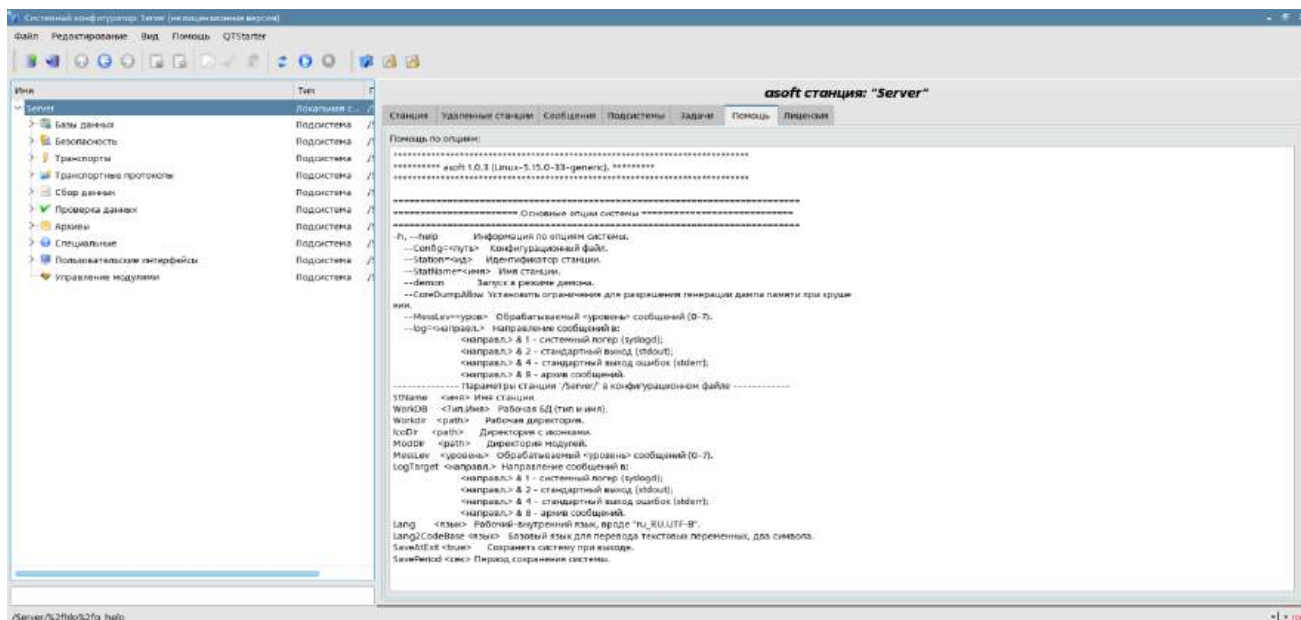 Системный конфигуратор: Server (не лицензионная версия)
Файл Редактирование Вид Помощь QTStarter
Имя Тип
Server Локальная с...
Базы данных Подсистема
Безопасность Подсистема
Транспорты Подсистема
Транспортные протоколы Подсистема
Сбор данных Подсистема
Проверка данных Подсистема
Архивы Подсистема
Специальные Подсистема
Пользовательские интерфейсы Подсистема
Управление модулями Подсистема
asoft станция: "Server"
Станция Удаленные станции Сообщения Подсистемы Задачи Помощь Лицензия
Помощь по опциям:
********** asoft 1.0.3 (Linux-5.15.0-33-generic). *********
======================= Основные опции системы ============================
-h, --help Информация по опциям системы.
--Config=<путь> Конфигурационный файл.
--Station=<ид> Идентификатор станции.
--StatName=<имя> Имя станции.
--demon Запуск в режиме демона.
--CoreDumpAllow Установить ограничения для разрешения генерации дампа памяти при круше
нии.
--MessLev=<уров> Обрабатываемый <уровень> сообщений (0-7).
--log=<направл.> Направление сообщений в:
<направл.> & 1 - системный логер (syslogd);
<направл.> & 2 - стандартный выход (stdout);
<направл.> & 4 - стандартный выход ошибок (stderr);
<направл.> & 8 - архив сообщений.
--------------- Параметры станции '/Server/' в конфигурационном файле ------------
StName <имя> Имя станции.
WorkDB <Тип.Имя> Рабочая БД (тип и имя).
Workdir <path> Рабочая директория.
IcoDir <path> Директория с иконками.
ModDir <path> Директория модулей.
MessLev <уровень> Обрабатываемый <уровень> сообщений (0-7).
LogTarget <направл.> Направление сообщений в:
<направл.> & 1 - системный логер (syslogd);
<направл.> & 2 - стандартный выход (stdout);
<направл.> & 4 - стандартный выход ошибок (stderr);
<направл.> & 8 - архив сообщений.
Lang <язык> Рабочий-внутренний язык, вроде "ru_RU.UTF-8".
Lang2CodeBase <язык> Базовый язык для перевода текстовых переменных, два символа.
SaveAtExit <true> Сохранять систему при выходе.
SavePeriod <сек> Период сохранения системы.
/Server/%2fhlp%2fg_help